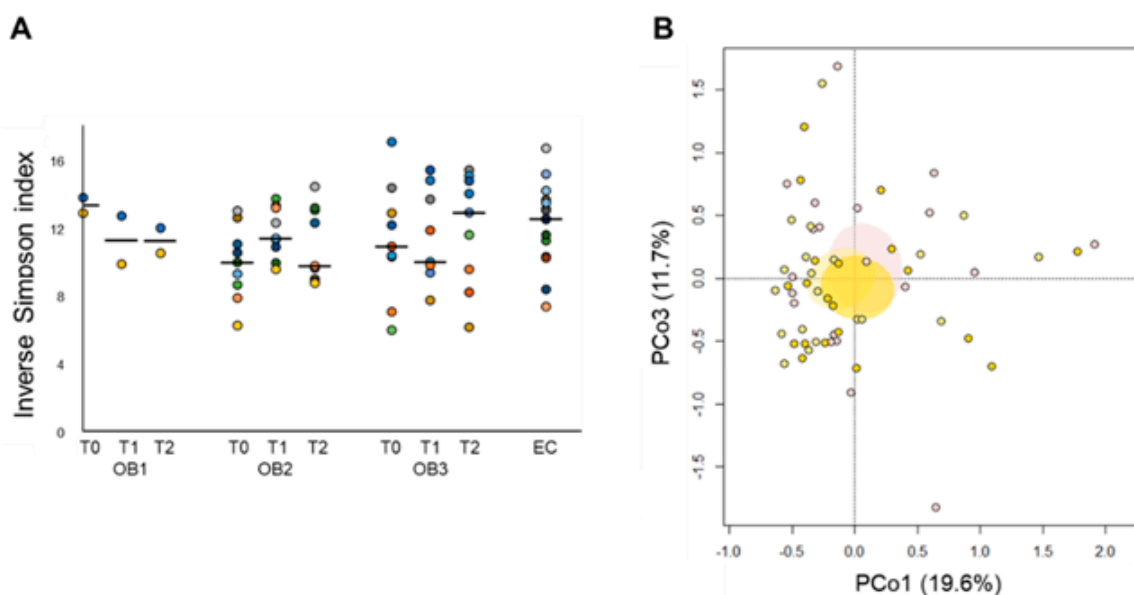 A
Inverse Simbson index
16
12
8
4
0
T0 T1 T2 T0 T1 T2 T0 T1 T2 EC
OB1 OB2 OB3
B
PCo3 (11.7%)
1.5
1.0
0.5
0.0
-0.5
-1.0
-1.5
-1.0 -0.5 0.0 0.5 1.0 1.5 2.0
PCo1 (19.6%)